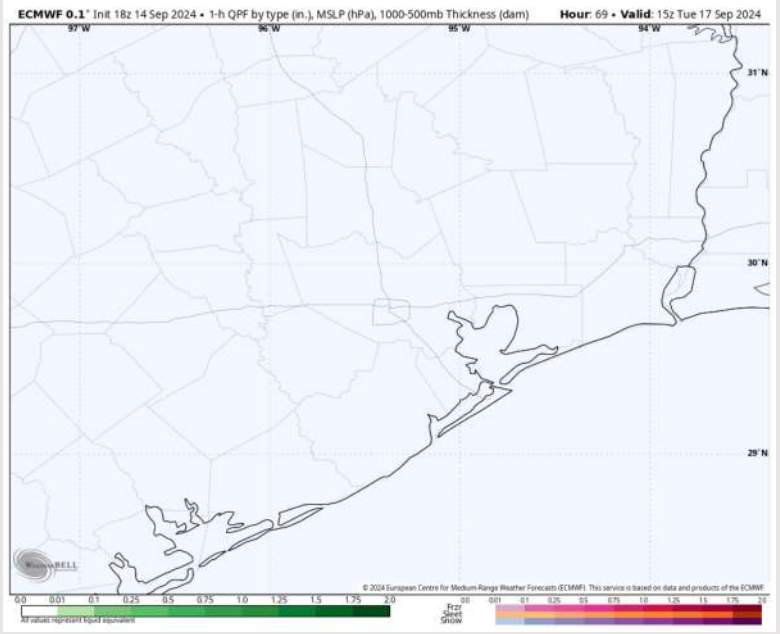 ECMWF 0.1° Init 18z 14 Sep 2024 • 1-h QPF by type (in.), MSLP (hPa), 1000-500mb Thickness (dam) Hour: 69 • Valid: 15z Tue 17 Sep 2024
97°W 96°W 95°W 94°W
31°N
30°N
29°N
WEATHERBELL
© 2024 European Centre for Medium-Range Weather Forecasts (ECMWF). This service is based on data and products of the ECMWF
0.0 0.01 0.1 0.25 0.5 0.75 1.0 1.25 1.5 1.75 2.0
All values represent liquid equivalent
0.0 0.01 0.1 0.25 0.5 0.75 1.0 1.25 1.5 1.75 2.0
Frzr
Sleet
Snow